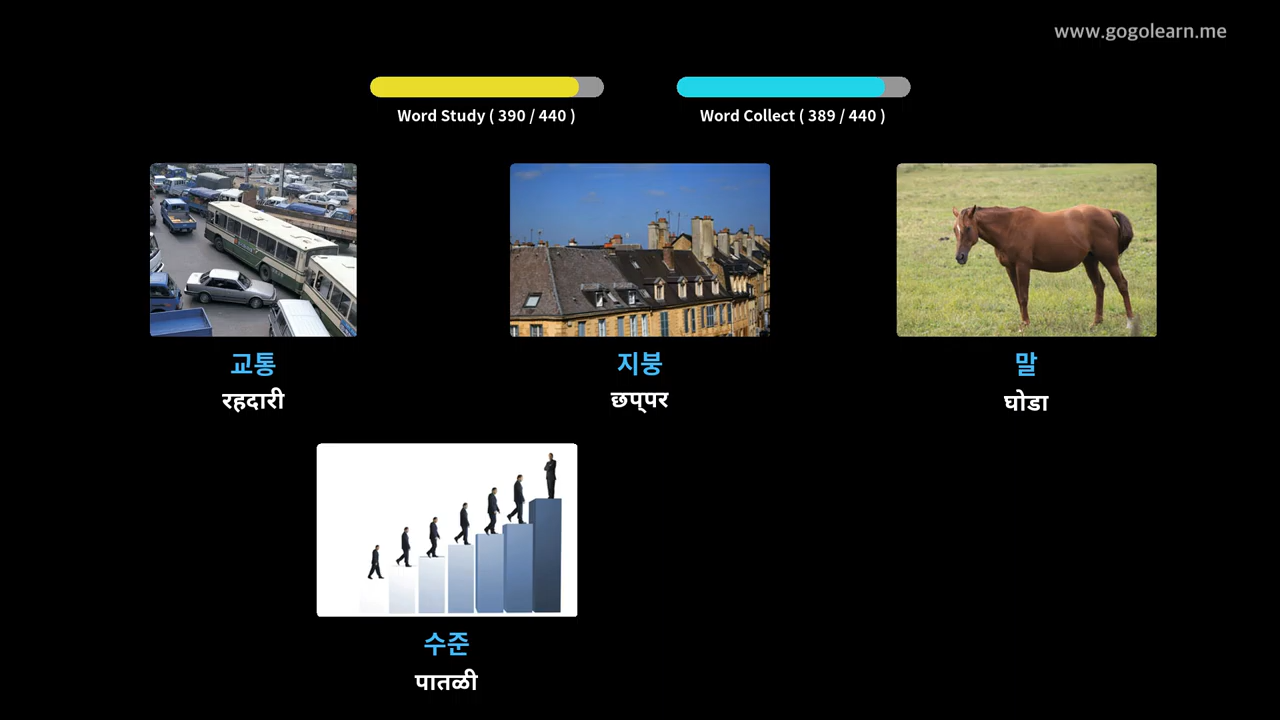 www.gogolearn.me
Word Study ( 390 / 440 )
Word Collect ( 389 / 440 )
교통
रहदारी
지붕
छप्पर
말
घोडा
수준
पातळी